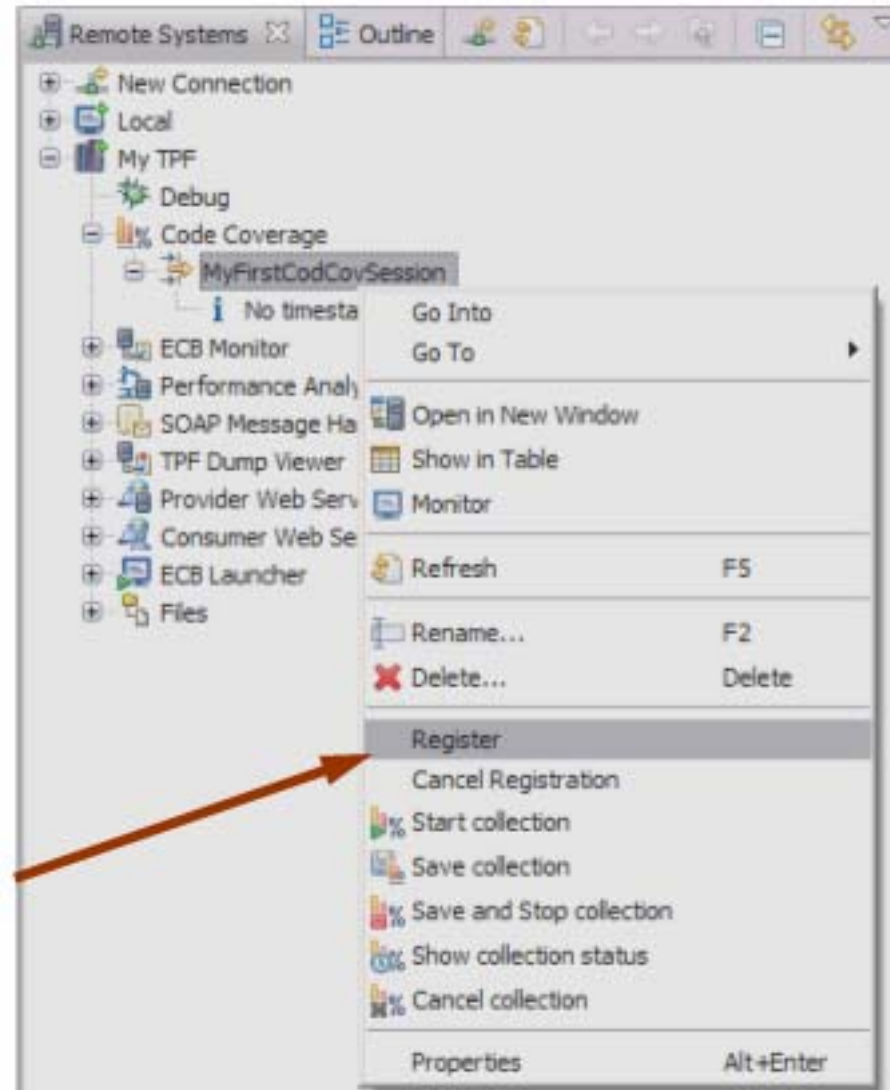 Remote Systems
Outline
New Connection
Local
My TPF
Debug
Code Coverage
MyFirstCodCovSession
No timesta
ECB Monitor
Performance Analy
SOAP Message Ha
TPF Dump Viewer
Provider Web Serv
Consumer Web Se
ECB Launcher
Files
Go Into
Go To
Open in New Window
Show in Table
Monitor
Refresh F5
Rename... F2
Delete... Delete
Register
Cancel Registration
Start collection
Save collection
Save and Stop collection
Show collection status
Cancel collection
Properties Alt+Enter